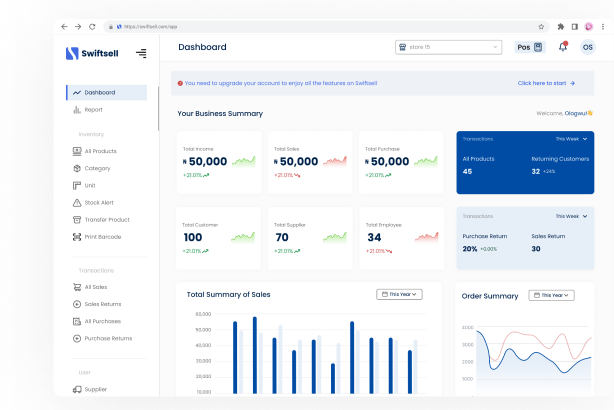 https://swiftsell.com/app
Swiftsell
Dashboard
store 15
Pos
OS
You need to upgrade your account to enjoy all the features on Swiftsell
Click here to start →
Dashboard
Report
Inventory
All Products
Category
Unit
Stock Alert
Transfer Product
Print Barcode
Transactions
All Sales
Sales Returns
All Purchases
Purchase Returns
User
Supplier
Your Business Summary
Welcome, Ologwu!
Total Income
₦ 50,000
+21.01%
Total Sales
₦ 50,000
+21.01%
Total Purchase
₦ 50,000
+21.01%
Transactions
This Week
All Products
Returning Customers
45
32 +24%
Total Customer
100
+21.01%
Total Supplier
70
+21.01%
Total Employee
34
+21.01%
Transactions
This Week
Purchase Return
Sales Return
20% +0.00%
30
Total Summary of Sales
This Year
60,000
50,000
40,000
30,000
20,000
10,000
Order Summary
This Year
4000
3000
2000
1000